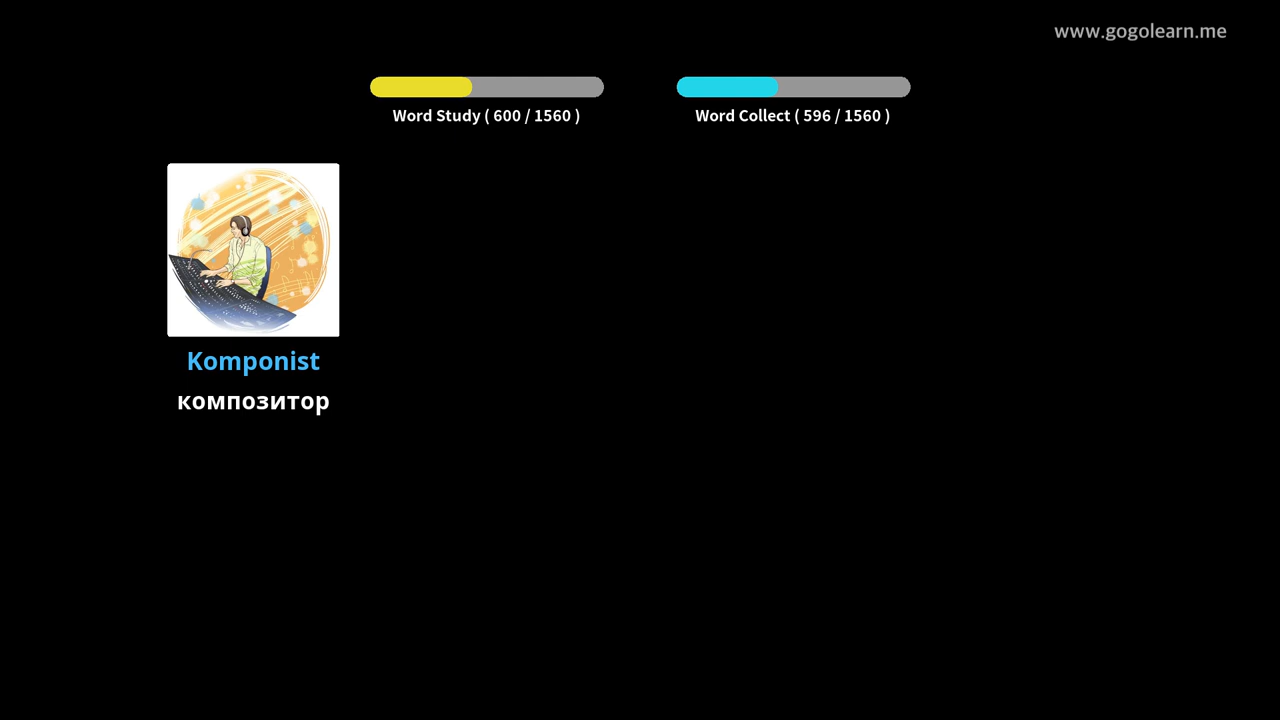 www.gogolearn.me
Word Study ( 600 / 1560 )
Word Collect ( 596 / 1560 )
Komponist
композитор